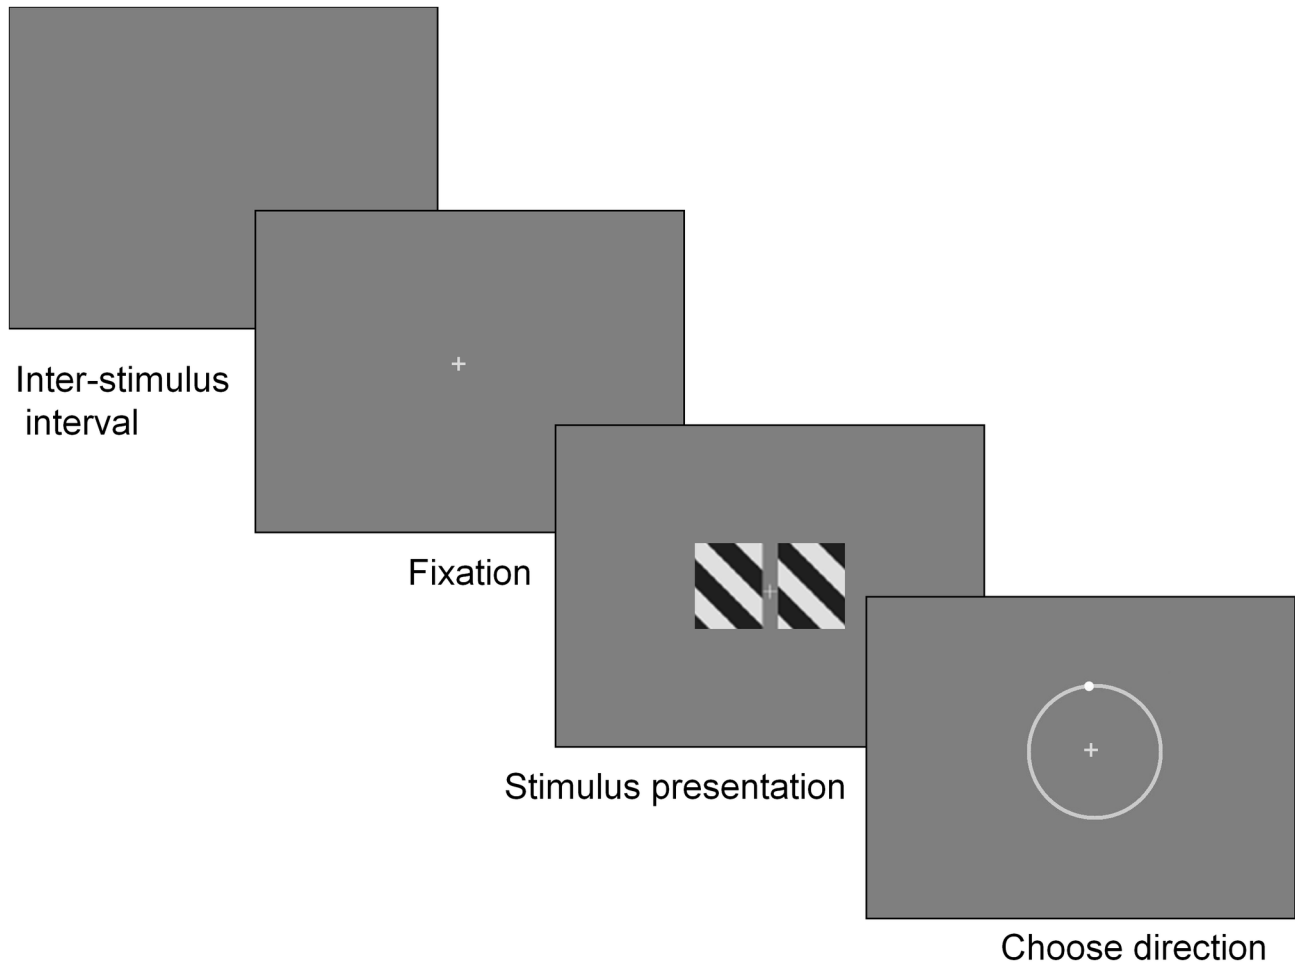 Inter-stimulus
interval
Fixation
Stimulus presentation
Choose direction